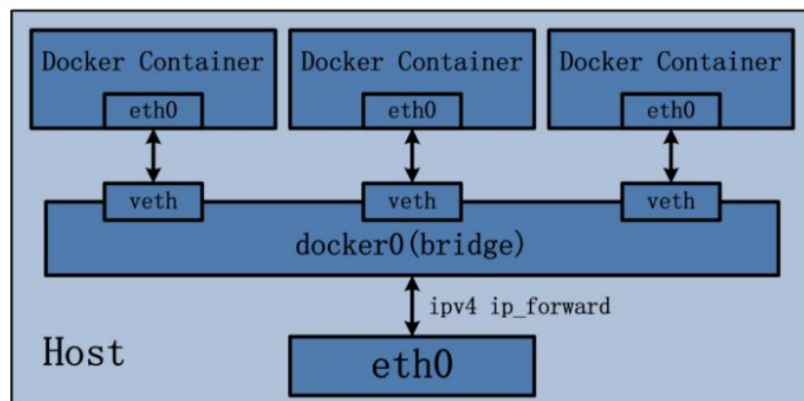 Docker Container
Docker Container
Docker Container
eth0
eth0
eth0
veth
veth
veth
docker0(bridge)
ipv4 ip_forward
Host
eth0